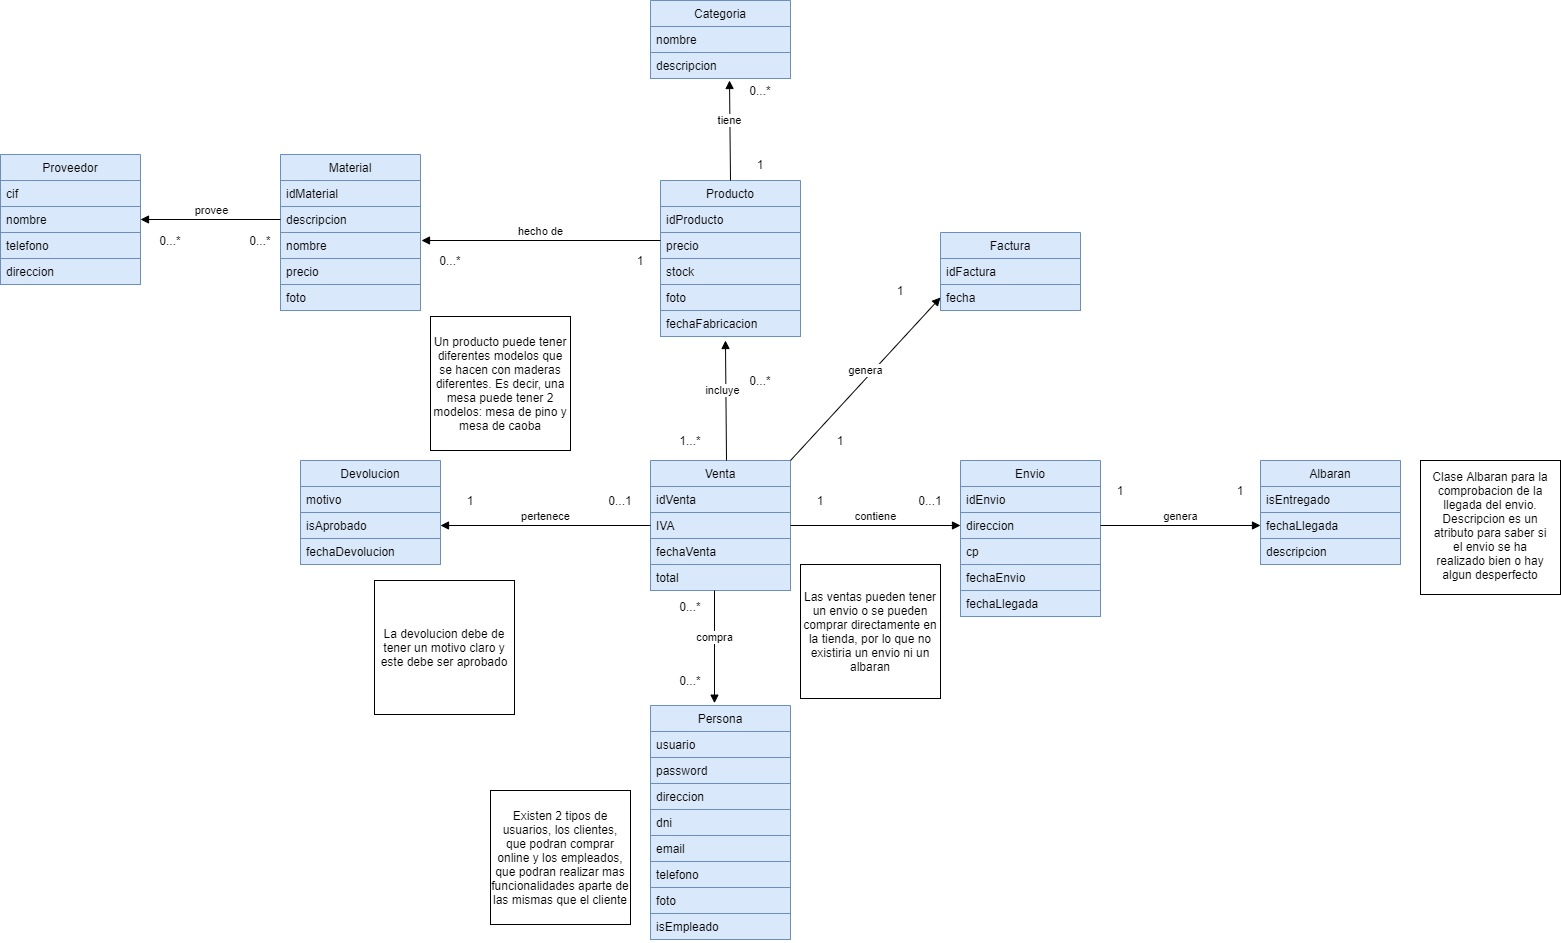 Categoria
nombre
descripcion
0...*
tiene
1
Proveedor
cif
nombre
telefono
direccion
provee
0...*
0...*
Material
idMaterial
descripcion
nombre
precio
foto
hecho de
0...*
1
Producto
idProducto
precio
stock
foto
fechaFabricacion
Factura
idFactura
fecha
1
genera
1
Un producto puede tener
diferentes modelos que
se hacen con maderas
diferentes. Es decir, una
mesa puede tener 2
modelos: mesa de pino y
mesa de caoba
0...*
incluye
1...*
Devolucion
motivo
isAprobado
fechaDevolucion
1
0...1
pertenece
Venta
idVenta
IVA
fechaVenta
total
1
0...1
contiene
Envio
idEnvio
direccion
cp
fechaEnvio
fechaLlegada
1
1
genera
Albaran
isEntregado
fechaLlegada
descripcion
Clase Albaran para la
comprobacion de la
llegada del envio.
Descripcion es un
atributo para saber si
el envio se ha
realizado bien o hay
algun desperfecto
La devolucion debe de
tener un motivo claro y
este debe ser aprobado
Las ventas pueden tener
un envio o se pueden
comprar directamente en
la tienda, por lo que no
existiria un envio ni un
albaran
0...*
compra
0...*
Persona
usuario
password
direccion
dni
email
telefono
foto
isEmpleado
Existen 2 tipos de
usuarios, los clientes,
que podran comprar
online y los empleados,
que podran realizar mas
funcionalidades aparte de
las mismas que el cliente